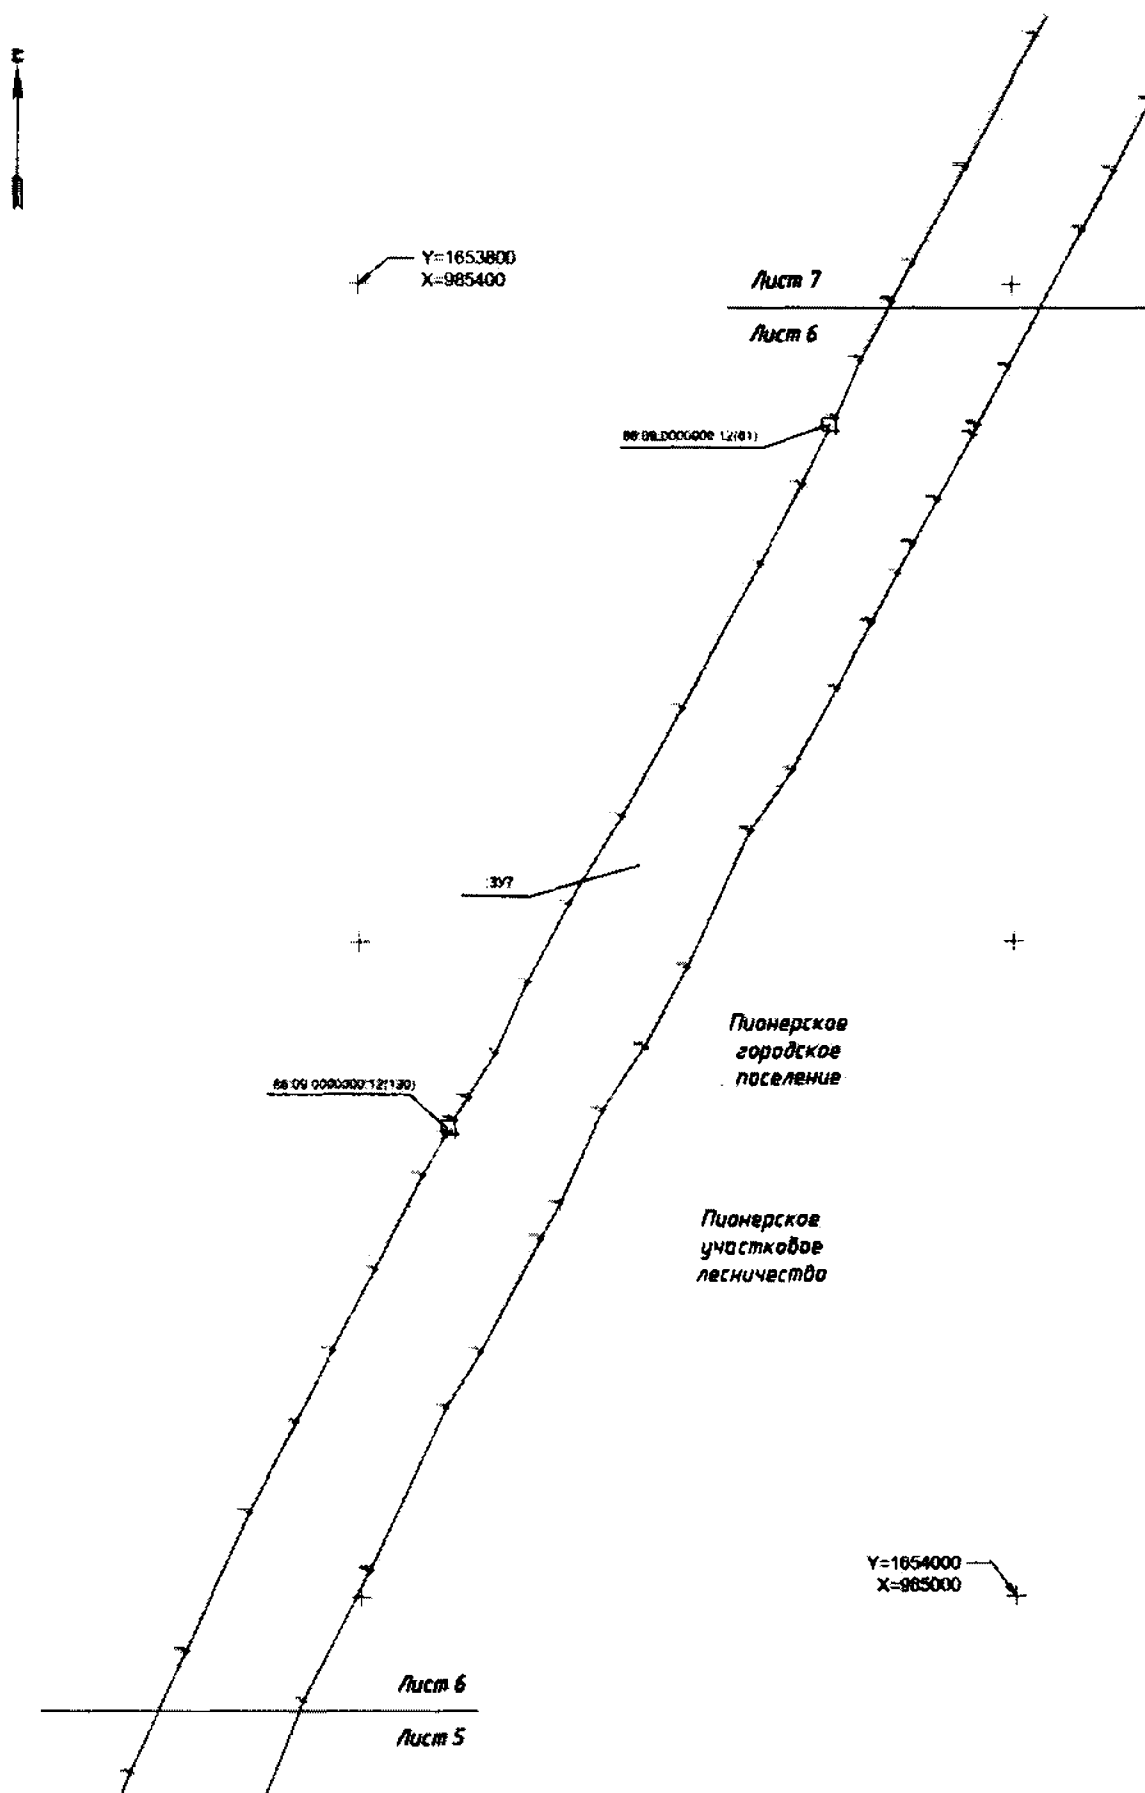 Y=1653800
X=985400
Лист 7
Лист 6
:ЗУ7
Пионерское
городское
поселение
Пионерское
участковое
лесничество
Y=1654000
X=985000
Лист 6
Лист 5